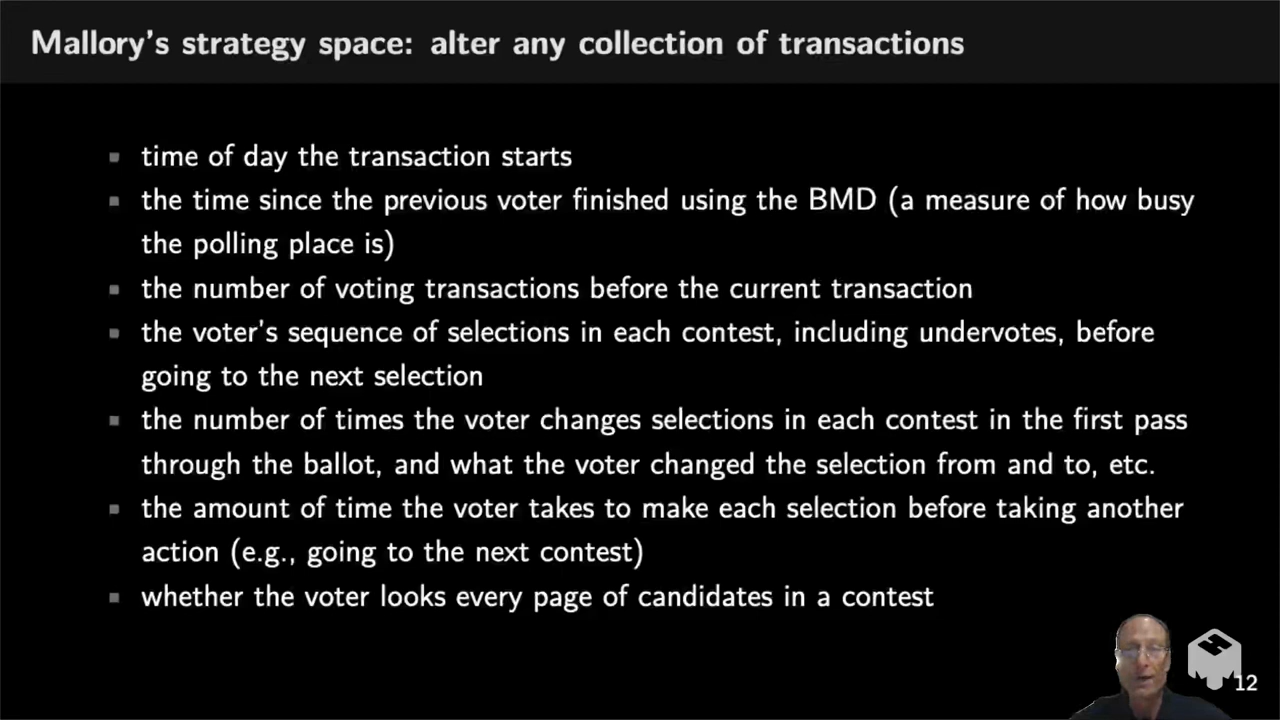 Mallory's strategy space: alter any collection of transactions
time of day the transaction starts
the time since the previous voter finished using the BMD (a measure of how busy
the polling place is)
the number of voting transactions before the current transaction
the voter's sequence of selections in each contest, including undervotes, before
going to the next selection
the number of times the voter changes selections in each contest in the first pass
through the ballot, and what the voter changed the selection from and to, etc.
the amount of time the voter takes to make each selection before taking another
action (e.g., going to the next contest)
whether the voter looks every page of candidates in a contest
12